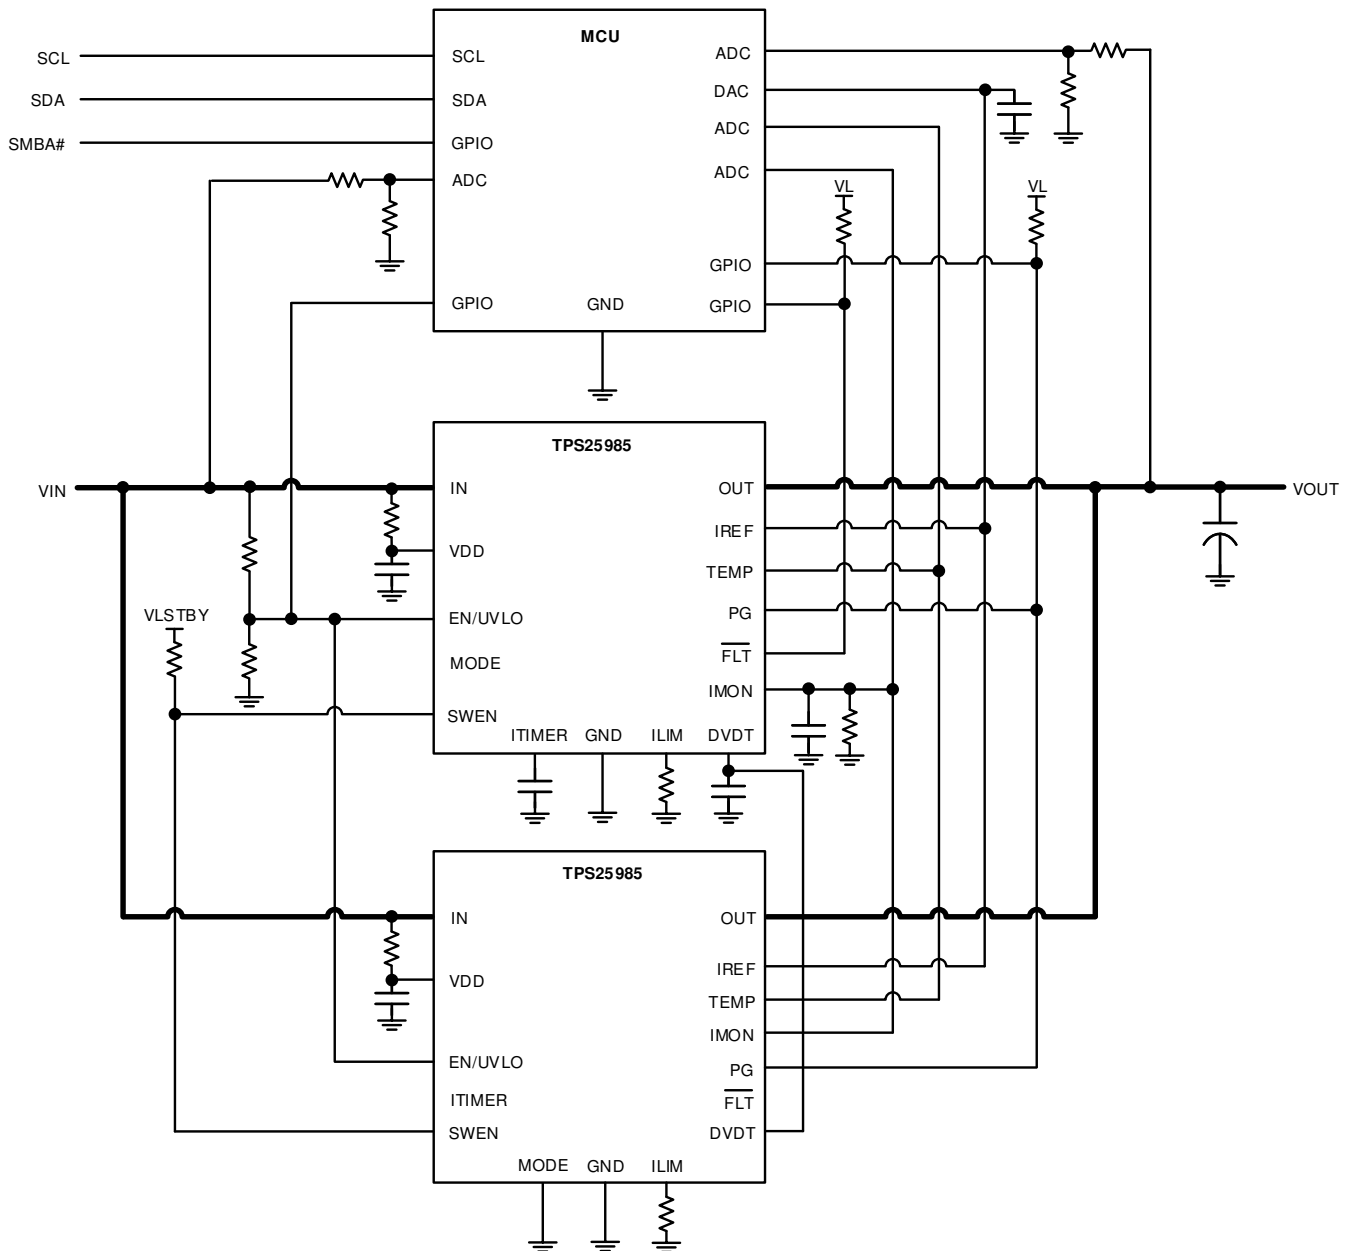 MCU
SCL
SCL
ADC
SDA
SDA
DAC
SMBA#
GPIO
ADC
ADC
ADC
VL
VL
GPIO
GPIO
GND
GPIO
TPS25985
VIN
IN
OUT
VOUT
IREF
VDD
TEMP
VLSTBY
EN/UVLO
PG
MODE
FLT
IMON
SWEN
ITIMER
GND
ILIM
DVDT
TPS25985
IN
OUT
IREF
VDD
TEMP
IMON
EN/UVLO
PG
ITIMER
FLT
SWEN
DVDT
MODE
GND
ILIM